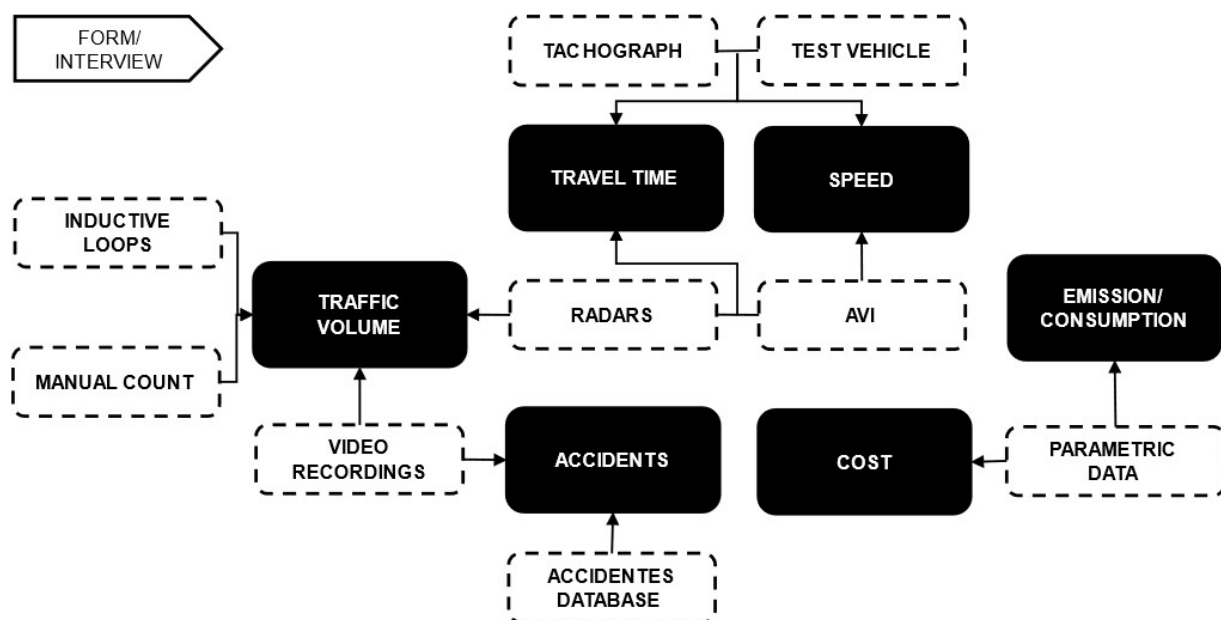 FORM/
INTERVIEW
TACHOGRAPH
TEST VEHICLE
TRAVEL TIME
SPEED
INDUCTIVE
LOOPS
TRAFFIC
VOLUME
RADARS
AVI
EMISSION/
CONSUMPTION
MANUAL COUNT
VIDEO
RECORDINGS
ACCIDENTS
COST
PARAMETRIC
DATA
ACCIDENTES
DATABASE